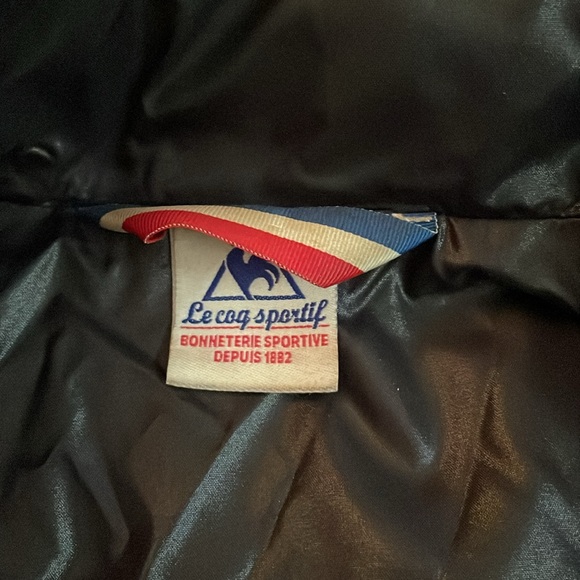 Le coq sportif
BONNETERIE SPORTIVE
DEPUIS 1882